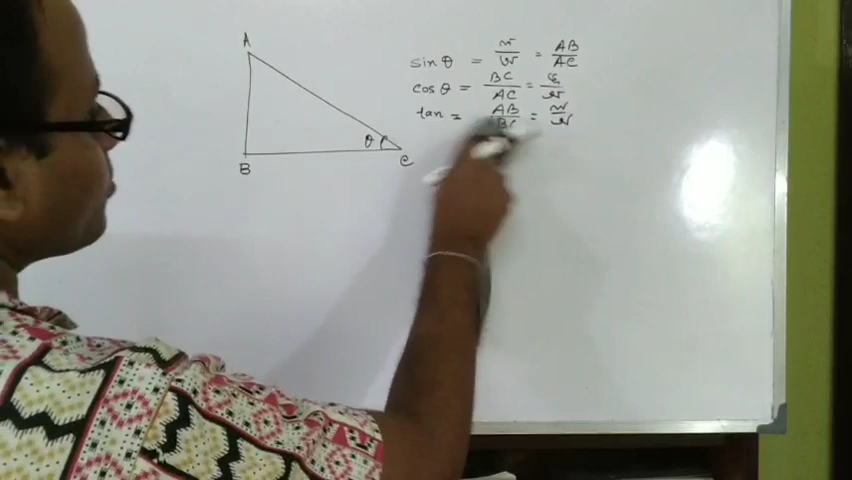 A
B
C
θ
sin θ = = AB/AC
cos θ = BC/AC =
tan = AB/BC =